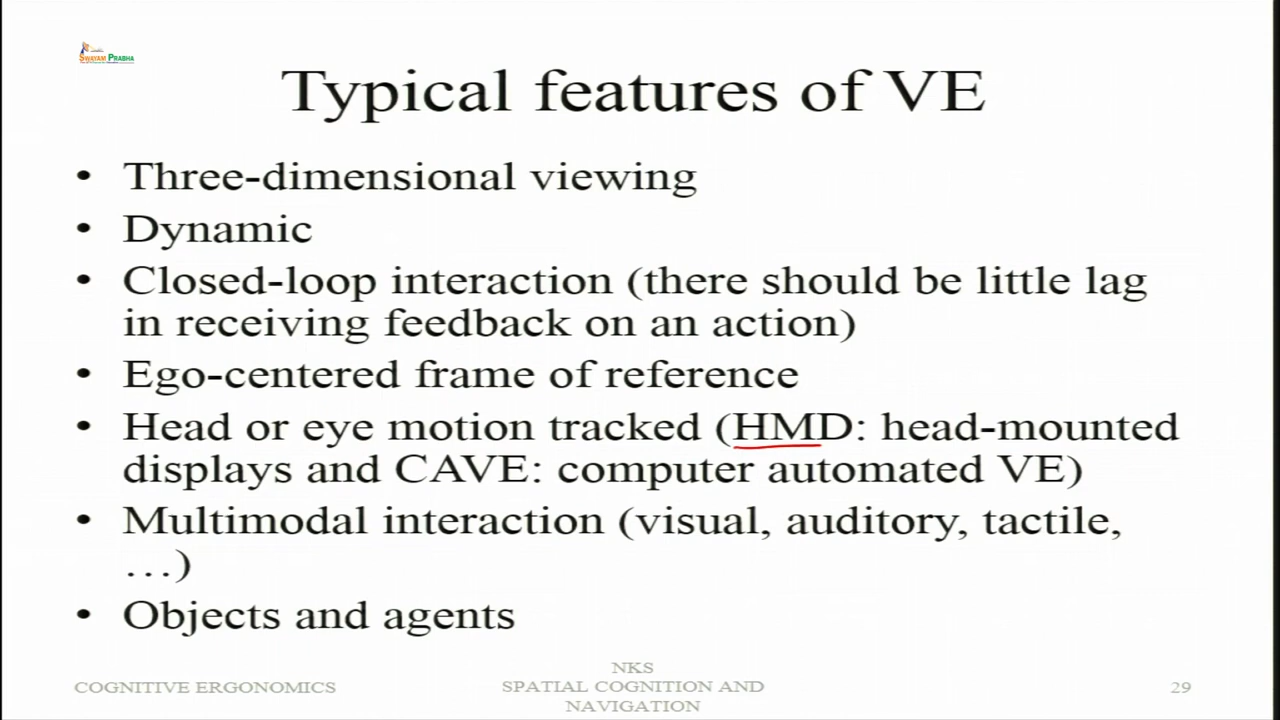 SWAYAM PRABHA
Typical features of VE
• Three-dimensional viewing
• Dynamic
• Closed-loop interaction (there should be little lag
in receiving feedback on an action)
• Ego-centered frame of reference
• Head or eye motion tracked (HMD: head-mounted
displays and CAVE: computer automated VE)
• Multimodal interaction (visual, auditory, tactile,
…)
• Objects and agents
COGNITIVE ERGONOMICS
NKS
SPATIAL COGNITION AND
NAVIGATION
29